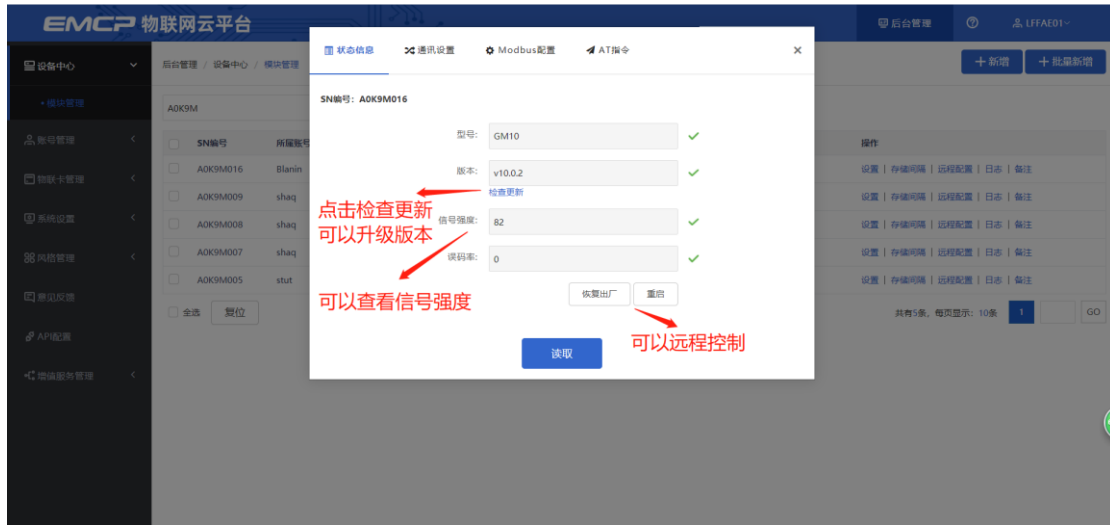 EMCP 物联网云平台
后台管理
LFFAE01
设备中心
后台管理 / 设备中心 / 模块管理
+ 新增
+ 批量新增
状态信息
通讯设置
Modbus配置
AT指令
×
• 模块管理
A0K9M
SN编号: A0K9M016
账号管理
SN编号
所属账号
型号:
GM10
操作
A0K9M016
Blanin
版本:
v10.0.2
检查更新
设置 | 存储间隔 | 远程配置 | 日志 | 备注
物联卡管理
A0K9M009
shaq
设置 | 存储间隔 | 远程配置 | 日志 | 备注
点击检查更新
可以升级版本
系统设置
A0K9M008
shaq
信号强度:
82
设置 | 存储间隔 | 远程配置 | 日志 | 备注
风格管理
A0K9M007
shaq
误码率:
0
设置 | 存储间隔 | 远程配置 | 日志 | 备注
A0K9M005
stut
设置 | 存储间隔 | 远程配置 | 日志 | 备注
意见反馈
可以查看信号强度
恢复出厂
重启
全选
复位
共有5条, 每页显示: 10条
1
GO
API配置
可以远程控制
读取
增值服务管理